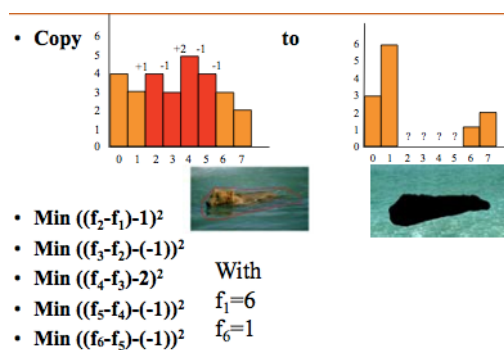 • Copy to
6
5
4
3
2
1
0
+1 -1 +2 -1 -1
0 1 2 3 4 5 6 7
6
5
4
3
2
1
0
? ? ? ?
0 1 2 3 4 5 6 7
• Min ((f₂-f₁)-1)²
• Min ((f₃-f₂)-(-1))²
• Min ((f₄-f₃)-2)²
• Min ((f₅-f₄)-(-1))²
• Min ((f₆-f₅)-(-1))²
With
f₁=6
f₆=1